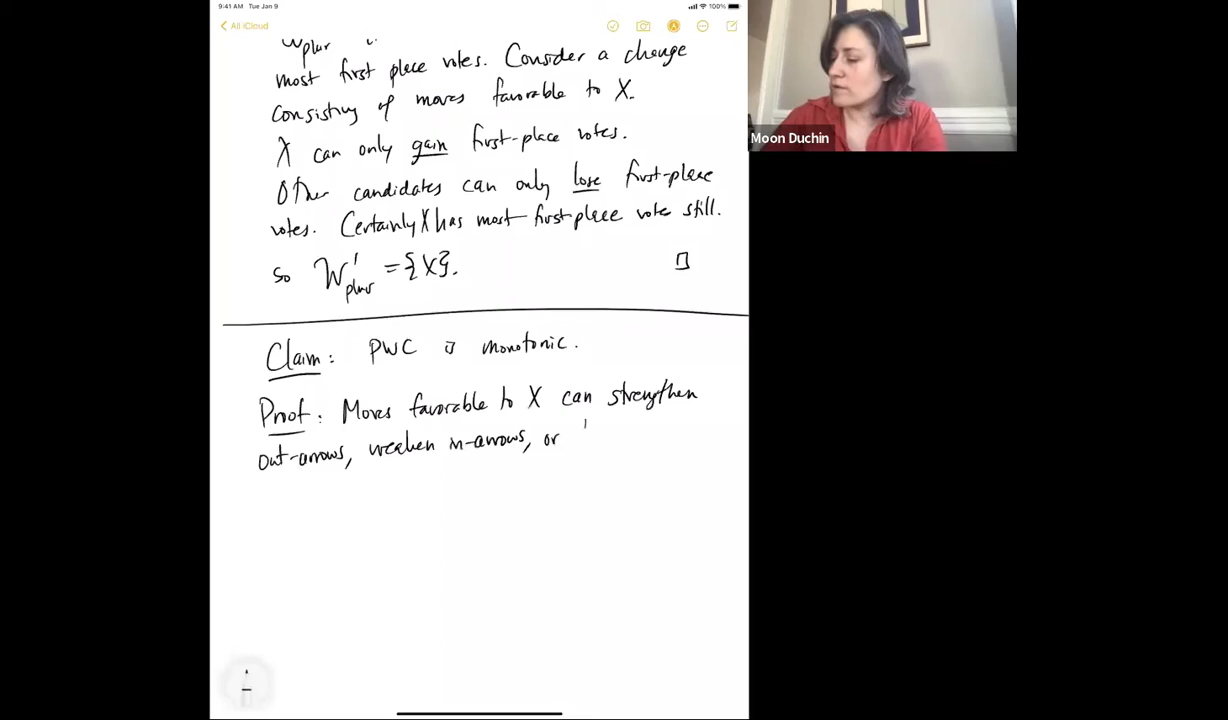 9:41 AM Tue Jan 9
100%
All iCloud
W plur
most first place votes. Consider a change
consisting of moves favorable to X.
X can only gain first-place votes.
Other candidates can only lose first-place
votes. Certainly X has most first-place vote still.
so W'plur = {X}.
Claim: PWC is monotonic.
Proof: Moves favorable to X can strengthen
out-arrows, weaken in-arrows, or
Moon Duchin